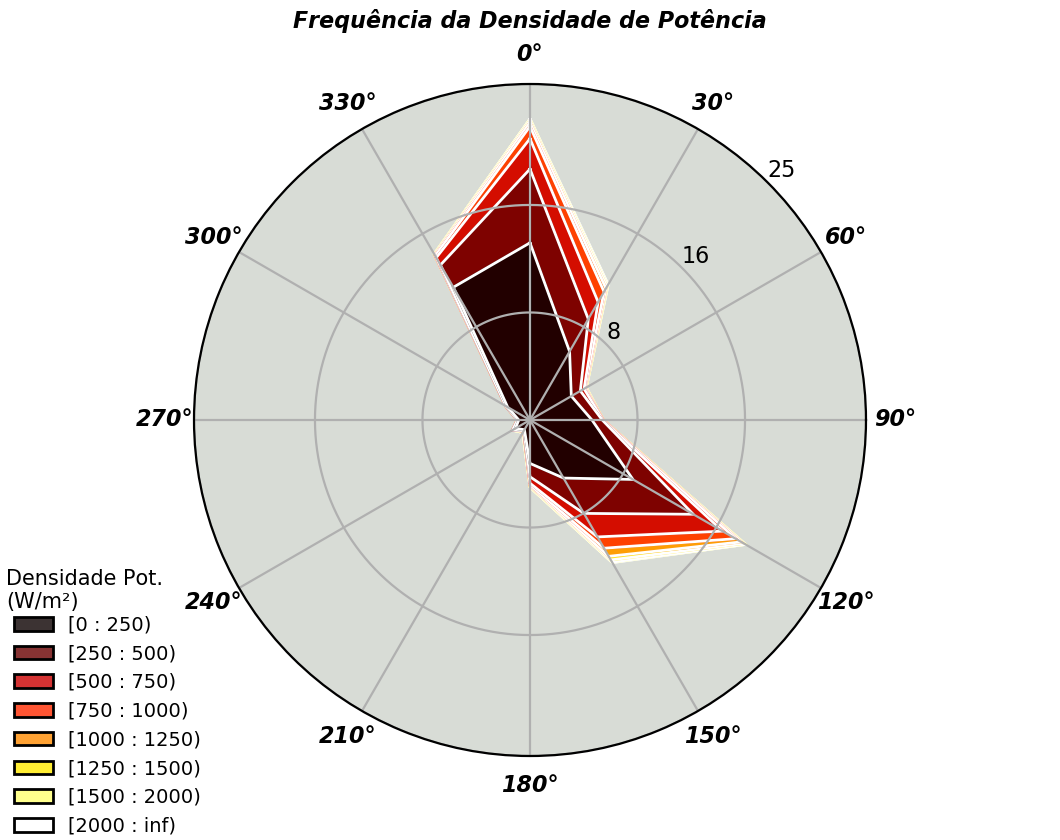 Frequência da Densidade de Potência
0°
330°
30°
25
300°
60°
16
8
270°
90°
240°
120°
210°
150°
180°
Densidade Pot.
(W/m²)
[0 : 250)
[250 : 500)
[500 : 750)
[750 : 1000)
[1000 : 1250)
[1250 : 1500)
[1500 : 2000)
[2000 : inf)